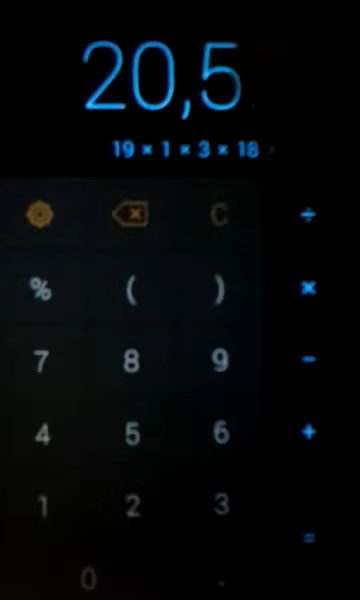 20,5
19 × 1 × 3 × 18
C ÷
% ( ) ×
7 8 9 −
4 5 6 +
1 2 3
0 . =